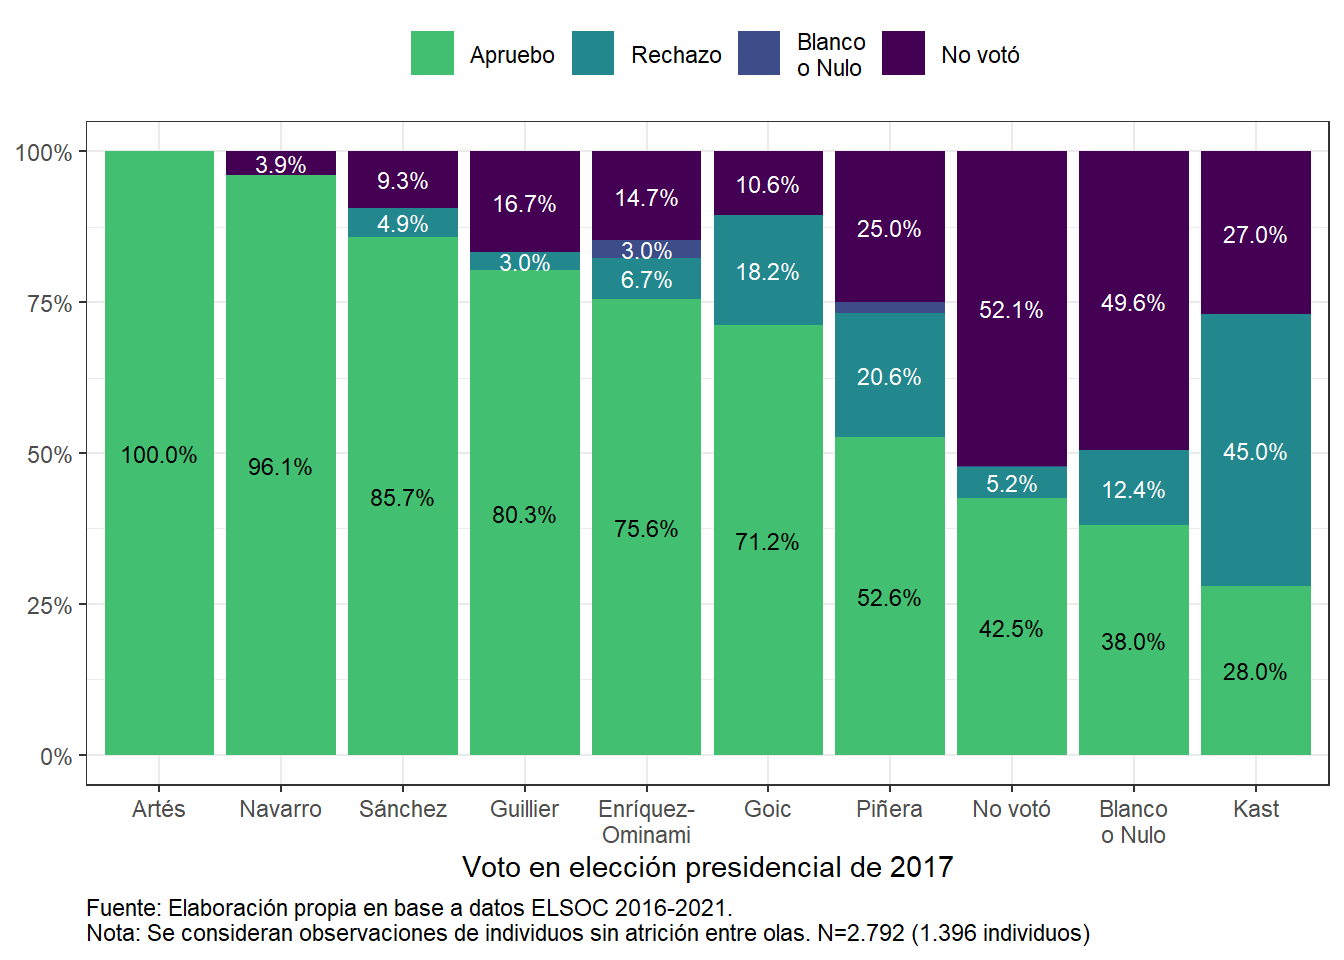 Apruebo
Rechazo
Blanco
o Nulo
No votó
100%
75%
50%
25%
0%
100.0%
3.9%
96.1%
9.3%
4.9%
85.7%
16.7%
3.0%
80.3%
14.7%
3.0%
6.7%
75.6%
10.6%
18.2%
71.2%
25.0%
20.6%
52.6%
52.1%
5.2%
42.5%
49.6%
12.4%
38.0%
27.0%
45.0%
28.0%
Artés
Navarro
Sánchez
Guillier
Enríquez-
Ominami
Goic
Piñera
No votó
Blanco
o Nulo
Kast
Voto en elección presidencial de 2017
Fuente: Elaboración propia en base a datos ELSOC 2016-2021.
Nota: Se consideran observaciones de individuos sin atrición entre olas. N=2.792 (1.396 individuos)